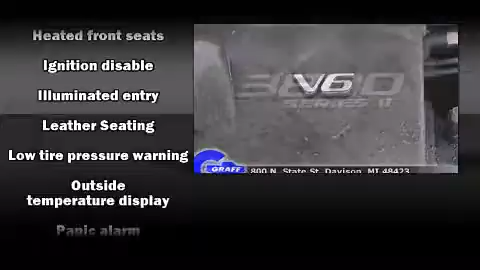 Heated front seats
Ignition disable
Illuminated entry
Leather Seating
Low tire pressure warning
Outside
temperature display
Panic alarm
3800
V6
SERIES II
GRAFF
800 N. State St. Davison, MI 48423